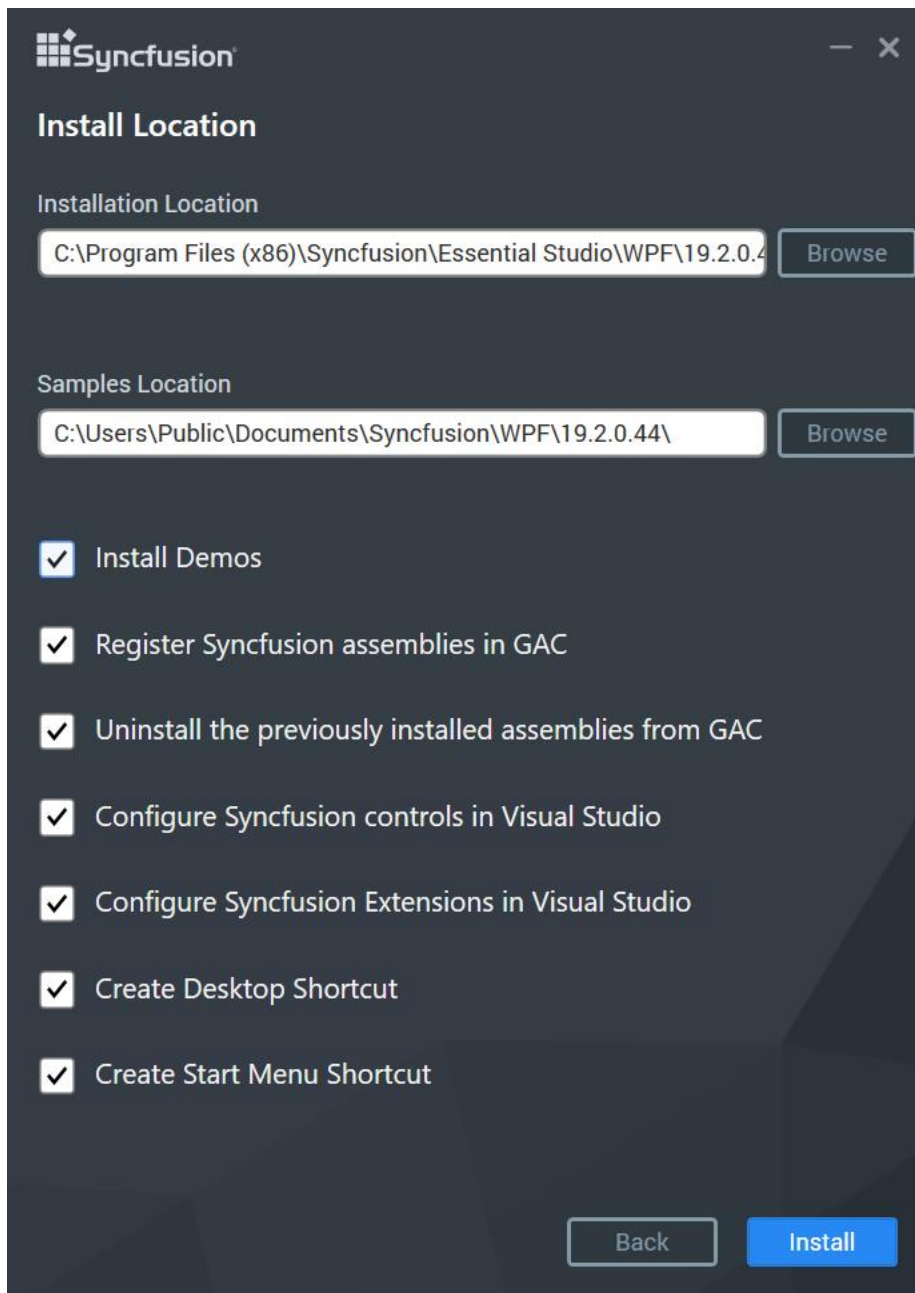 Syncfusion
Install Location
Installation Location
C:\Program Files (x86)\Syncfusion\Essential Studio\WPF\19.2.0.4
Browse
Samples Location
C:\Users\Public\Documents\Syncfusion\WPF\19.2.0.44\
Browse
Install Demos
Register Syncfusion assemblies in GAC
Uninstall the previously installed assemblies from GAC
Configure Syncfusion controls in Visual Studio
Configure Syncfusion Extensions in Visual Studio
Create Desktop Shortcut
Create Start Menu Shortcut
Back
Install